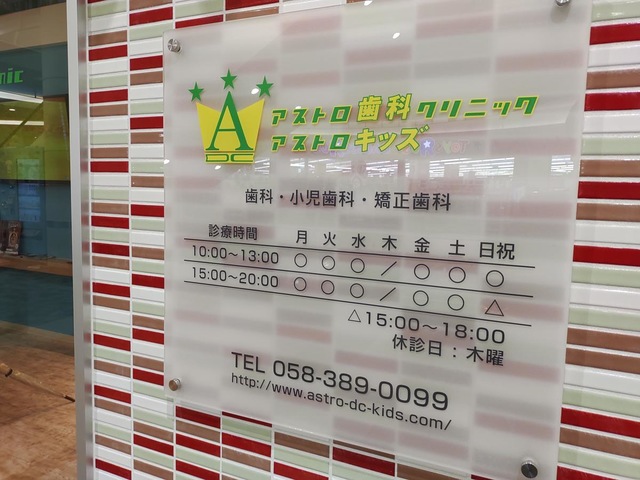 nic
A
DC
アストロ歯科クリニック
アストロキッズ
歯科・小児歯科・矯正歯科
診療時間 月 火 水 木 金 土 日祝
10:00～13:00 ○ ○ ○ ／ ○ ○ ○
15:00～20:00 ○ ○ ○ ／ ○ ○ △
△15:00～18:00
休診日：木曜
TEL 058-389-0099
http://www.astro-dc-kids.com/